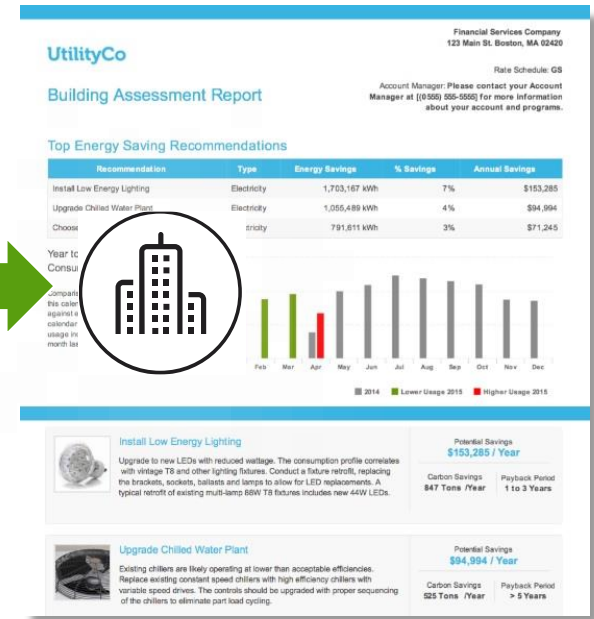 Financial Services Company
123 Main St. Boston, MA 02420
UtilityCo
Rate Schedule: GS
Building Assessment Report
Account Manager: Please contact your Account
Manager at [(0555) 555-5555] for more information
about your account and programs.
Top Energy Saving Recommendations
Recommendation Type Energy Savings % Savings Annual Savings
Install Low Energy Lighting Electricity 1,703,167 kWh 7% $153,285
Upgrade Chilled Water Plant Electricity 1,055,489 kWh 4% $94,994
791,611 kWh 3% $71,245
Year
Feb Mar Apr May Jun Jul Aug Sep Oct Nov Dec
2014 Lower Usage 2015 Higher Usage 2015
Install Low Energy Lighting
Upgrade to new LEDs with reduced wattage. The consumption profile correlates
with vintage T8 and other lighting fixtures. Conduct a fixture retrofit, replacing
the brackets, sockets, ballasts and lamps to allow for LED replacements. A
typical retrofit of existing multi-lamp 88W T8 fixtures includes new 44W LEDs.
Potential Savings
$153,285 / Year
Carbon Savings Payback Period
847 Tons /Year 1 to 3 Years
Upgrade Chilled Water Plant
Existing chillers are likely operating at lower than acceptable efficiencies.
Replace existing constant speed chillers with high efficiency chillers with
variable speed drives. The controls should be upgraded with proper sequencing
of the chillers to eliminate part load cycling.
Potential Savings
$94,994 / Year
Carbon Savings Payback Period
525 Tons /Year > 5 Years